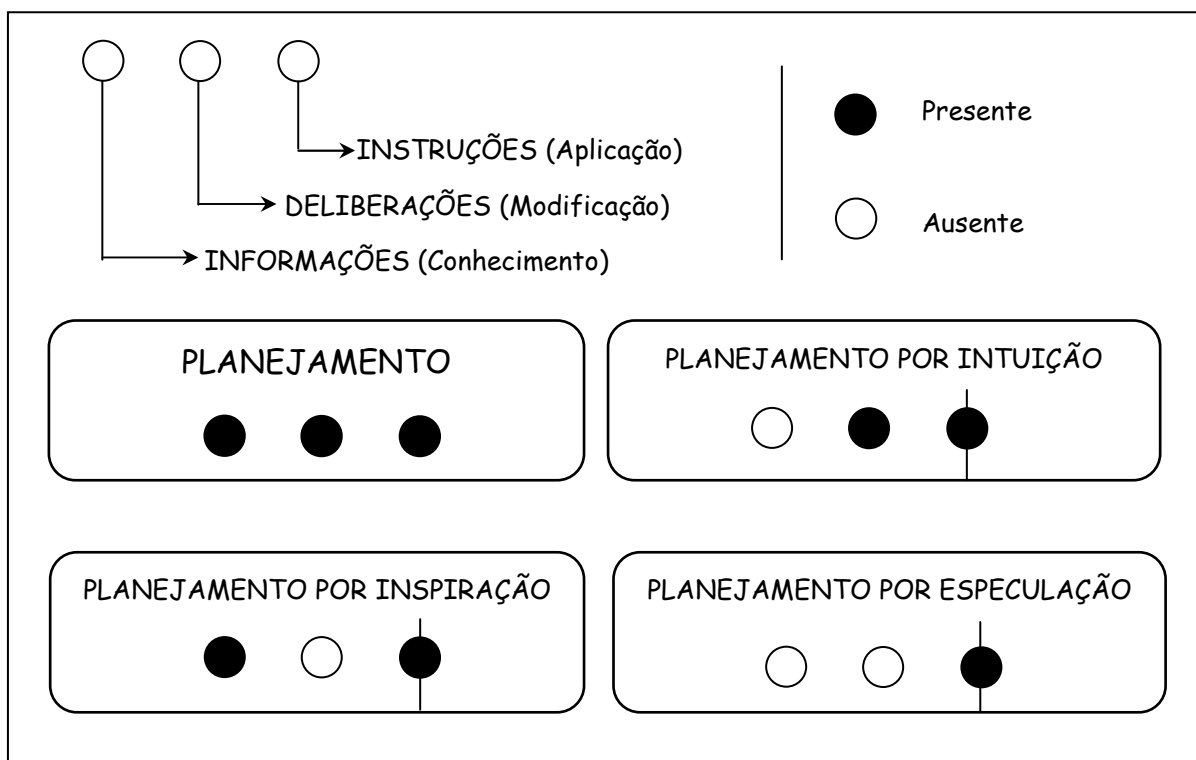 INSTRUÇÕES (Aplicação)
DELIBERAÇÕES (Modificação)
INFORMAÇÕES (Conhecimento)
Presente
Ausente
PLANEJAMENTO
PLANEJAMENTO POR INTUIÇÃO
PLANEJAMENTO POR INSPIRAÇÃO
PLANEJAMENTO POR ESPECULAÇÃO